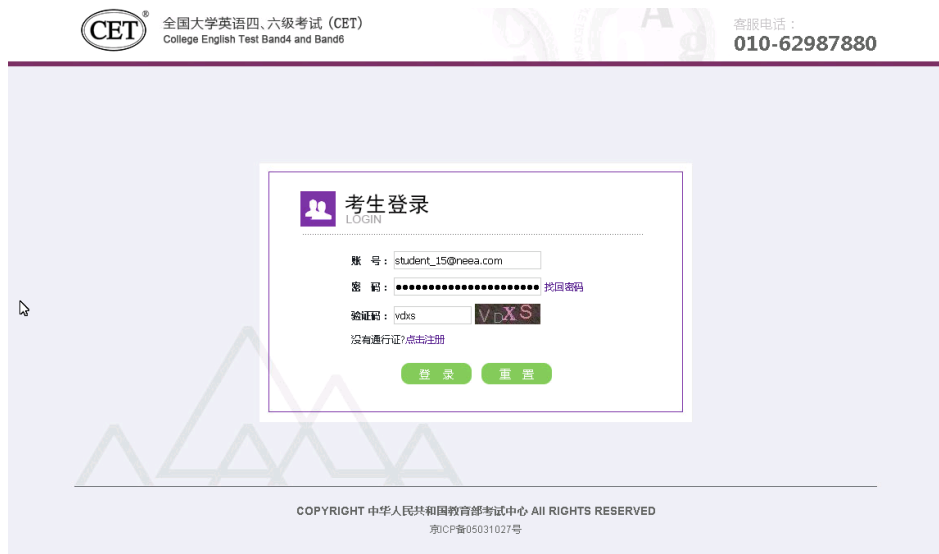 CET®
全国大学英语四、六级考试（CET）
College English Test Band4 and Band6
客服电话：
010-62987880
考生登录
LOGIN
账 号： student_15@neea.com
密 码： ●●●●●●●●●●●●●●●●●●●●●● 找回密码
验证码： vdxs VDXS
没有通行证?点击注册
登 录 重 置
COPYRIGHT 中华人民共和国教育部考试中心 All RIGHTS RESERVED
京ICP备05031027号